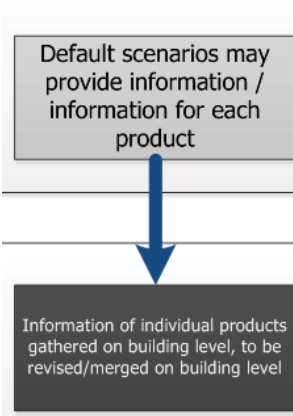 Default scenarios may
provide information /
information for each
product
Information of individual products
gathered on building level, to be
revised/merged on building level